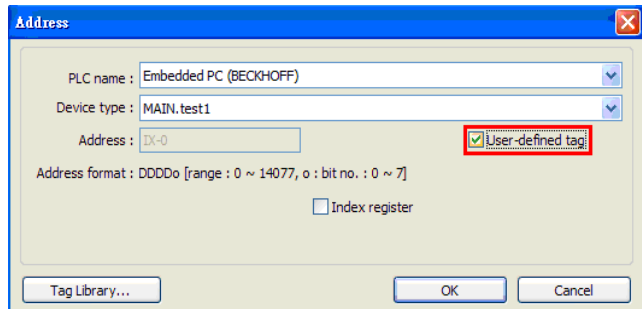 Address
PLC name : Embedded PC (BECKHOFF)
Device type : MAIN.test1
Address : IX-0 User-defined tag
Address format : DDDDo [range : 0 ~ 14077, o : bit no. : 0 ~ 7]
Index register
Tag Library... OK Cancel